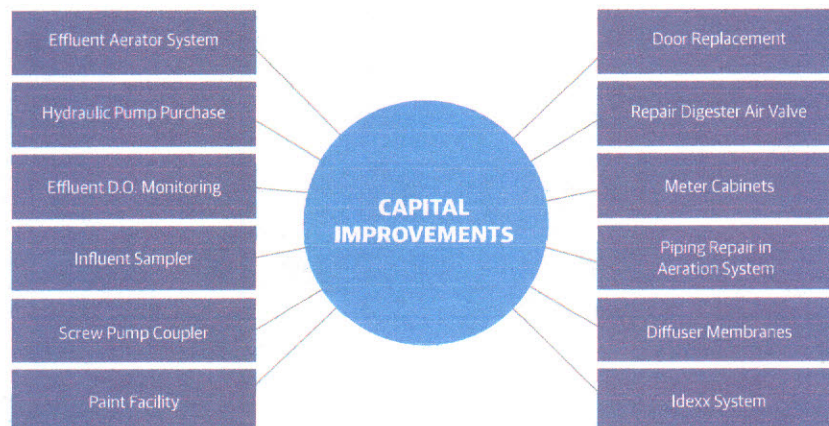 Effluent Aerator System
Hydraulic Pump Purchase
Effluent D.O. Monitoring
Influent Sampler
Screw Pump Coupler
Paint Facility
CAPITAL
IMPROVEMENTS
Door Replacement
Repair Digester Air Valve
Meter Cabinets
Piping Repair in
Aeration System
Diffuser Membranes
Idexx System